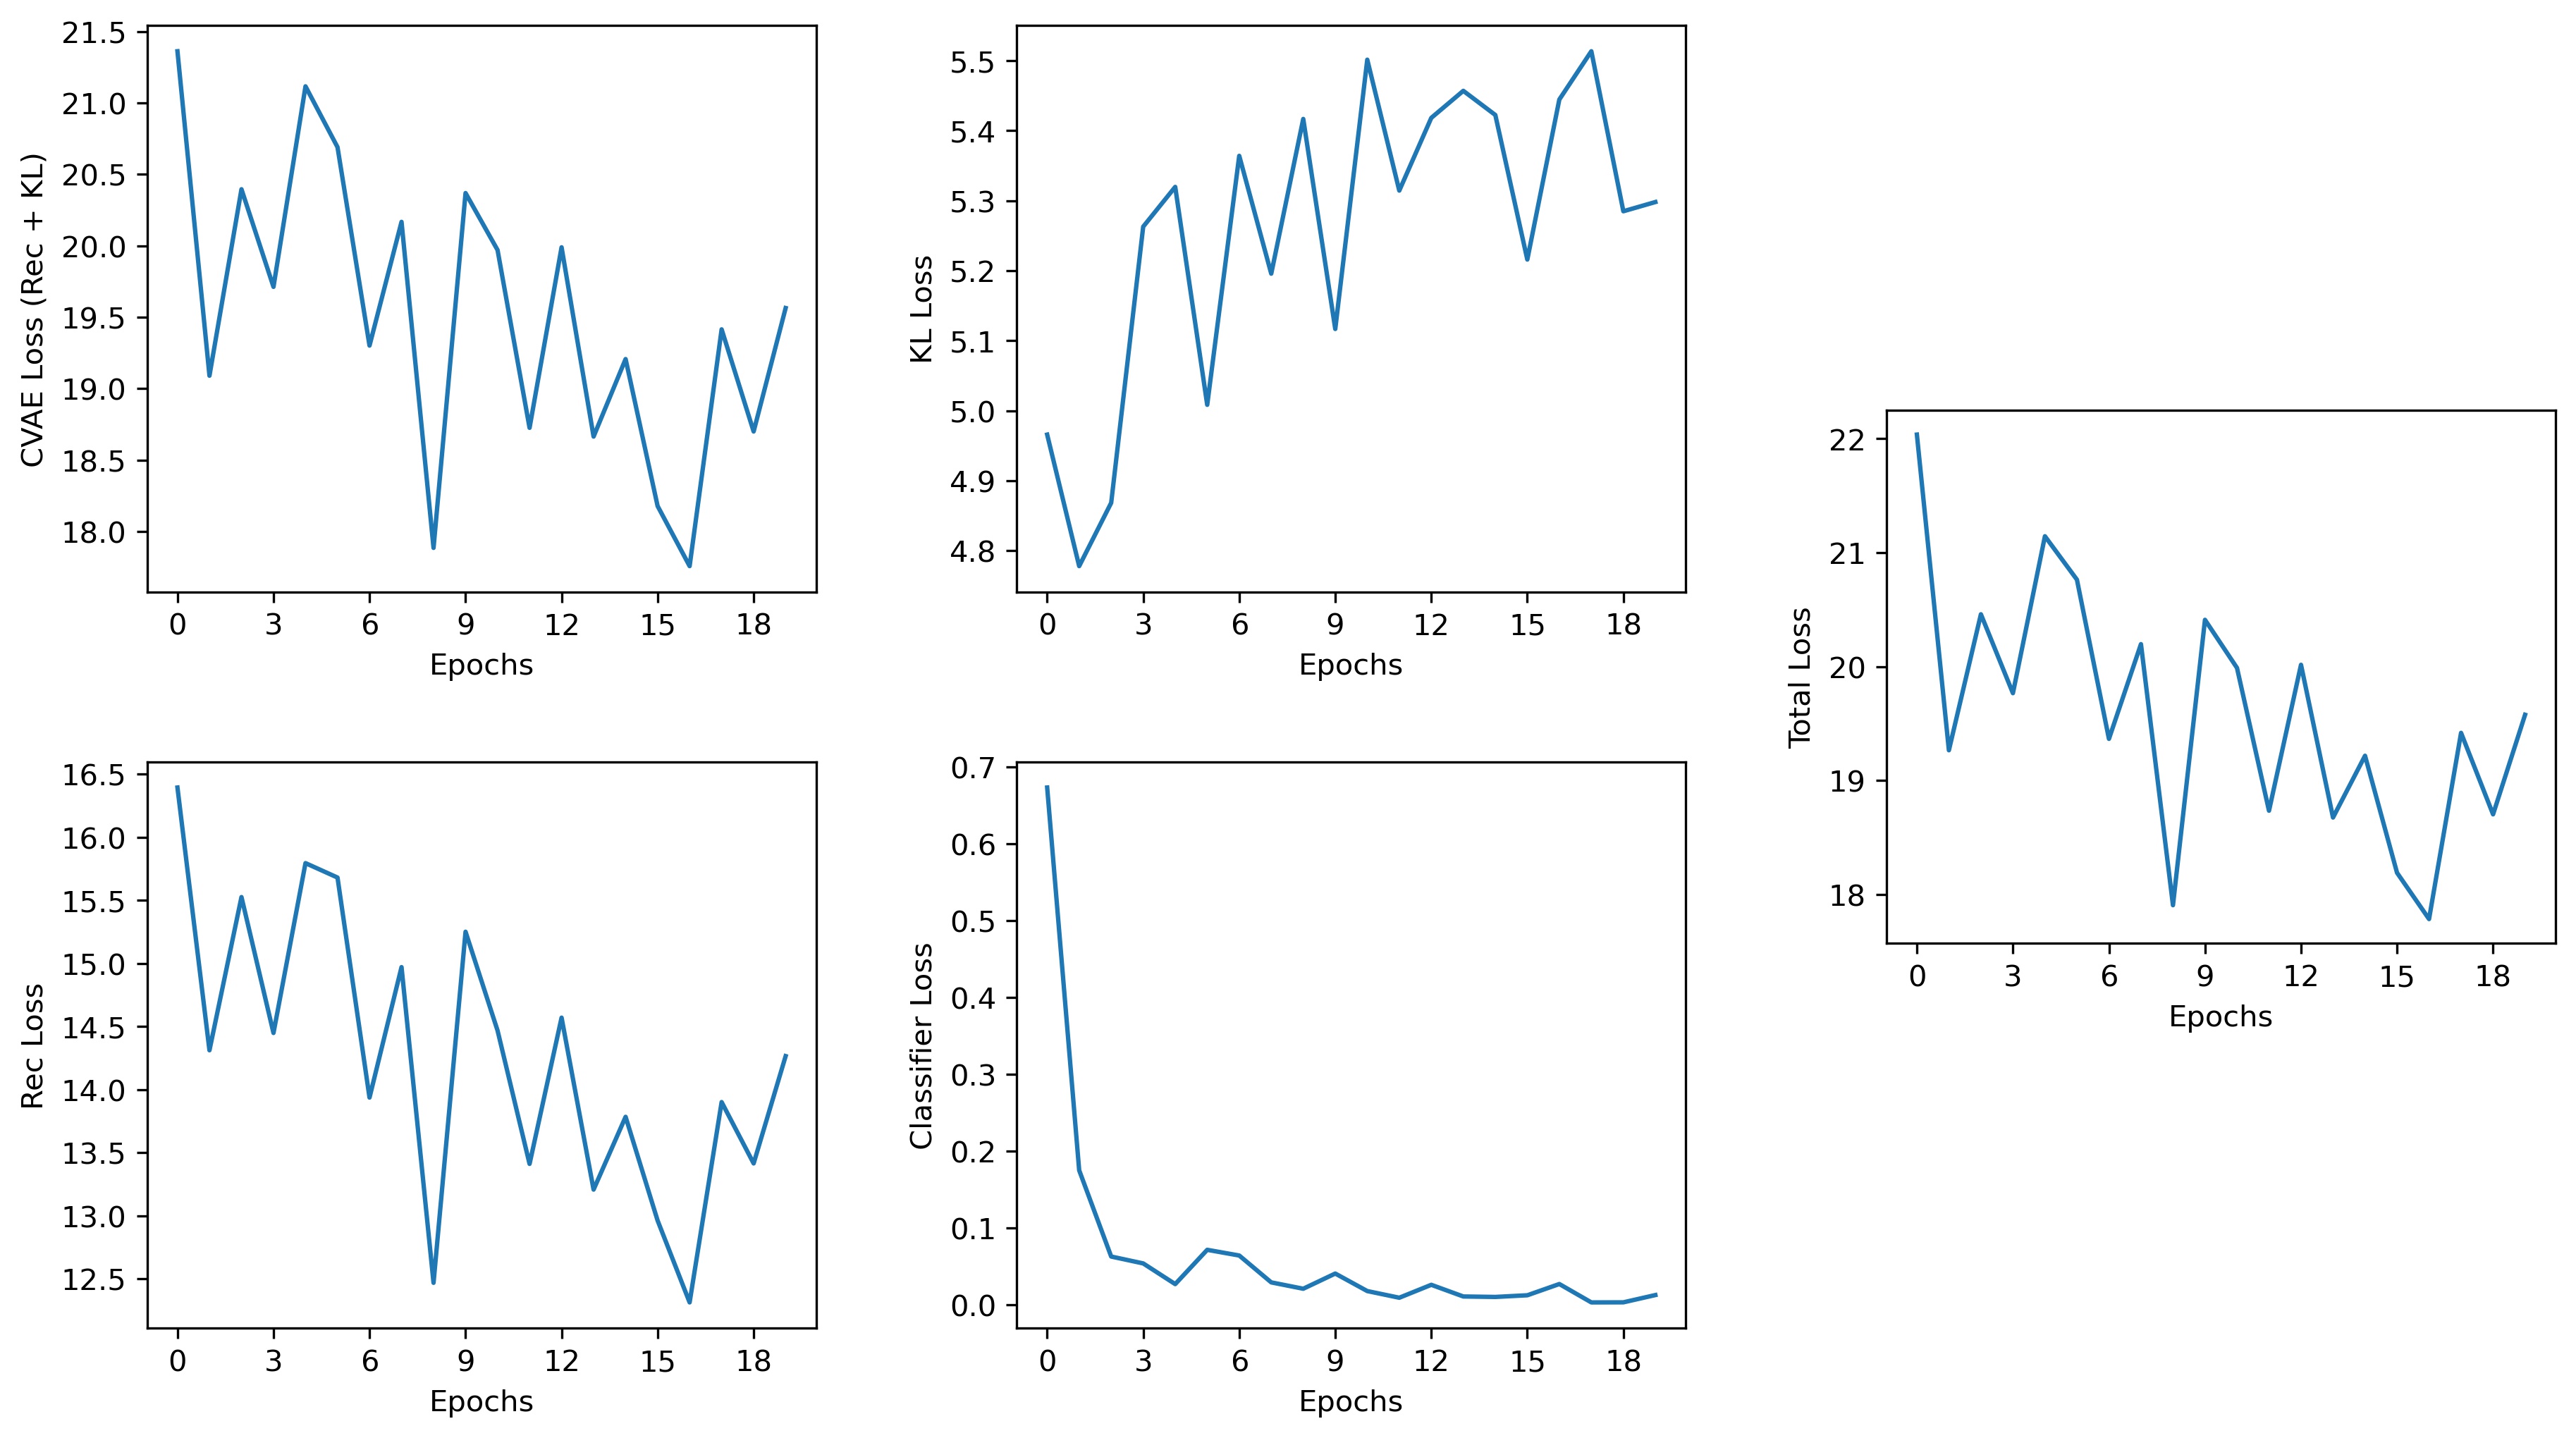 CVAE Loss (Rec + KL)
21.5
21.0
20.5
20.0
19.5
19.0
18.5
18.0
0 3 6 9 12 15 18
Epochs
KL Loss
5.5
5.4
5.3
5.2
5.1
5.0
4.9
4.8
0 3 6 9 12 15 18
Epochs
Rec Loss
16.5
16.0
15.5
15.0
14.5
14.0
13.5
13.0
12.5
0 3 6 9 12 15 18
Epochs
Classifier Loss
0.7
0.6
0.5
0.4
0.3
0.2
0.1
0.0
0 3 6 9 12 15 18
Epochs
Total Loss
22
21
20
19
18
0 3 6 9 12 15 18
Epochs